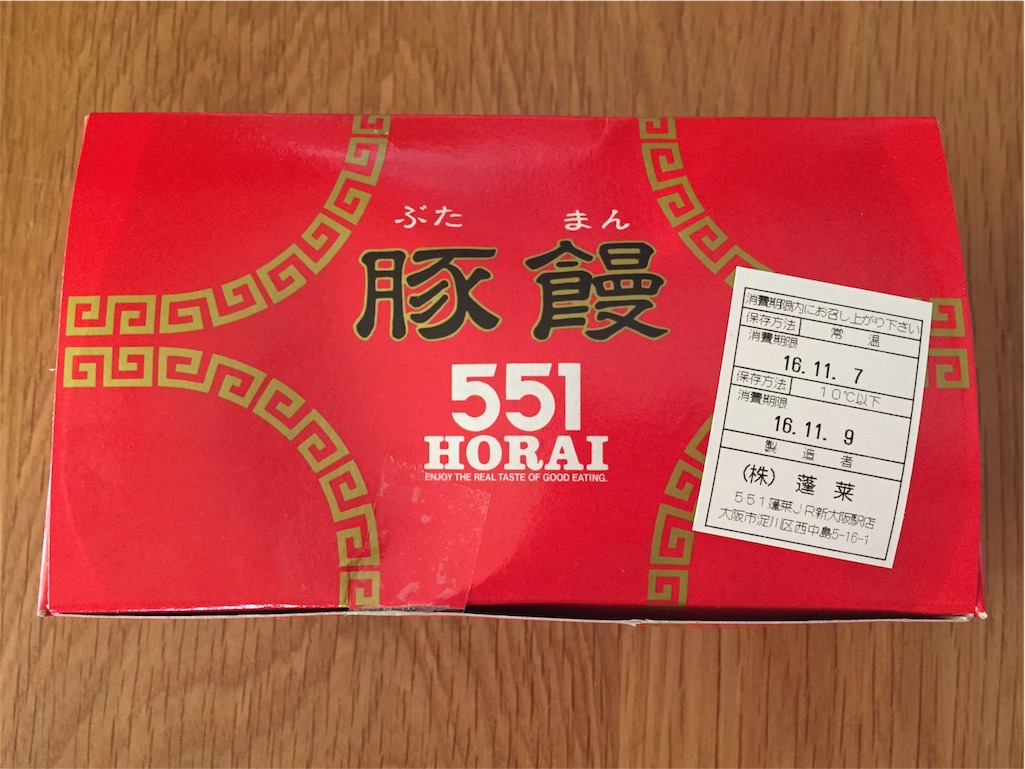 ぶた まん
豚饅
551
HORAI
ENJOY THE REAL TASTE OF GOOD EATING.
消費期限内にお召し上がり下さい
保存方法 常 温
消費期限
16.11. 7
保存方法 10℃以下
消費期限
16.11. 9
製 造 者
(株) 蓬 莱
551蓬莱JR新大阪駅店
大阪市淀川区西中島5-16-1